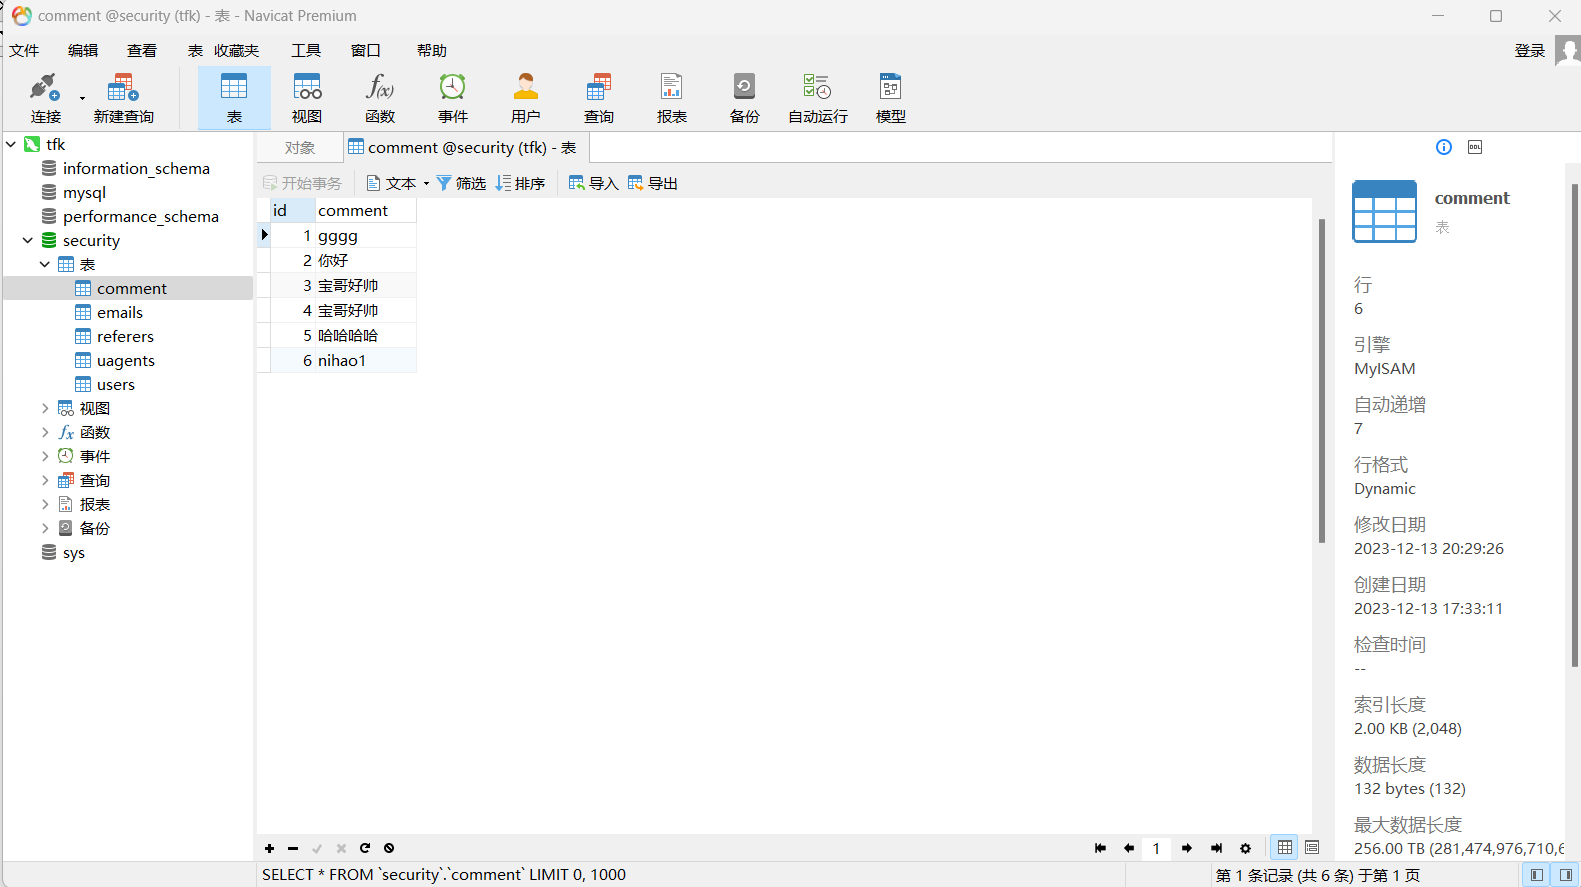 comment @security (tfk) - 表 - Navicat Premium
文件 编辑 查看 表 收藏夹 工具 窗口 帮助 登录
连接 新建查询 表 视图 函数 事件 用户 查询 报表 备份 自动运行 模型
tfk
information_schema
mysql
performance_schema
security
表
comment
emails
referers
uagents
users
视图
函数
事件
查询
报表
备份
sys
对象 comment @security (tfk) - 表
开始事务 文本 筛选 排序 导入 导出
id comment
1 gggg
2 你好
3 宝哥好帅
4 宝哥好帅
5 哈哈哈哈
6 nihao1
1
SELECT * FROM `security`.`comment` LIMIT 0, 1000
第 1 条记录 (共 6 条) 于第 1 页
DDL
comment
表
行
6
引擎
MyISAM
自动递增
7
行格式
Dynamic
修改日期
2023-12-13 20:29:26
创建日期
2023-12-13 17:33:11
检查时间
--
索引长度
2.00 KB (2,048)
数据长度
132 bytes (132)
最大数据长度
256.00 TB (281,474,976,710,6